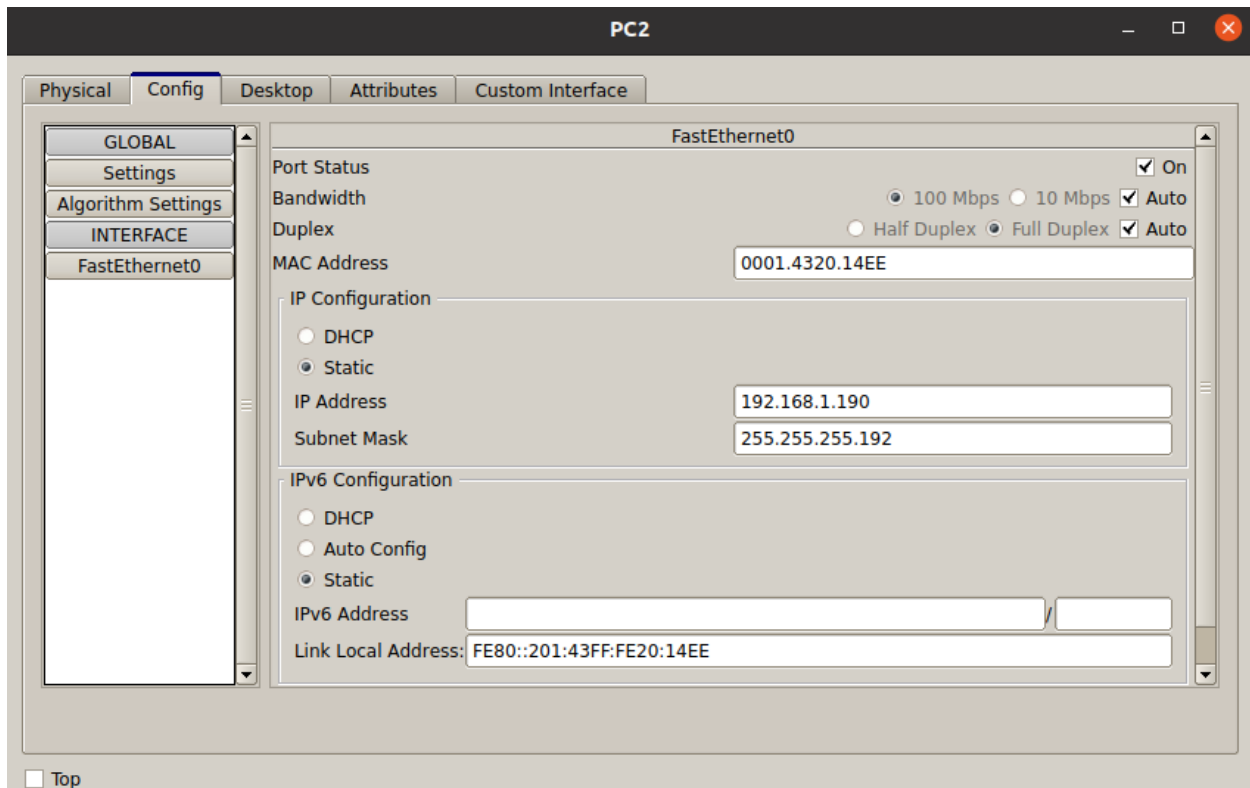 PC2
Physical Config Desktop Attributes Custom Interface
GLOBAL
Settings
Algorithm Settings
INTERFACE
FastEthernet0
FastEthernet0
Port Status On
Bandwidth 100 Mbps 10 Mbps Auto
Duplex Half Duplex Full Duplex Auto
MAC Address 0001.4320.14EE
IP Configuration
DHCP
Static
IP Address 192.168.1.190
Subnet Mask 255.255.255.192
IPv6 Configuration
DHCP
Auto Config
Static
IPv6 Address /
Link Local Address: FE80::201:43FF:FE20:14EE
Top